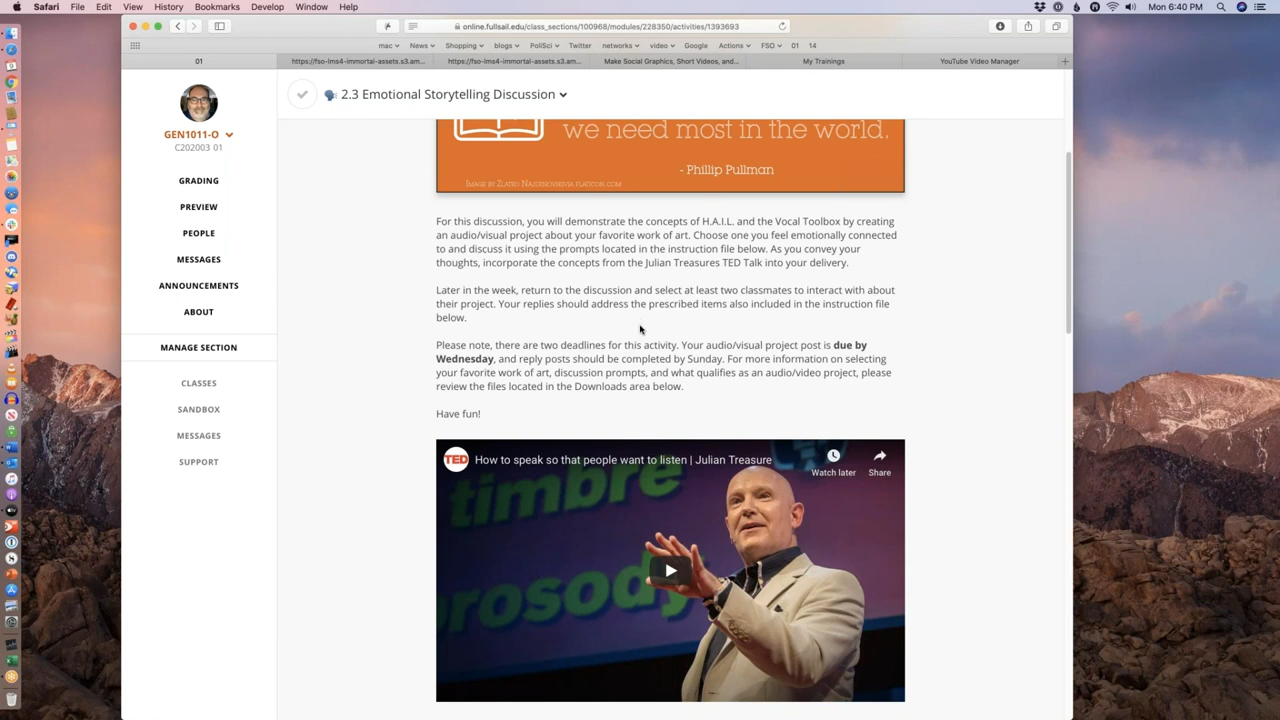 Safari File Edit View History Bookmarks Develop Window Help Mon 6:40 PM
online.fullsail.edu/class_sections/100968/modules/228350/activities/1393693
mac News Shopping blogs PoliSci Twitter networks video Google Actions FSO 01 14
01 https://fso-lms4-immortal-assets.s3.am... https://fso-lms4-immortal-assets.s3.am... Make Social Graphics, Short Videos, and... My Trainings YouTube Video Manager
GEN1011-O
C202003 01
GRADING
PREVIEW
PEOPLE
MESSAGES
ANNOUNCEMENTS
ABOUT
MANAGE SECTION
CLASSES
SANDBOX
MESSAGES
SUPPORT
2.3 Emotional Storytelling Discussion
we need most in the world.
- Phillip Pullman
IMAGE BY ZLATKO NAJDENOVSKI VIA FLATICON.COM
For this discussion, you will demonstrate the concepts of H.A.I.L. and the Vocal Toolbox by creating
an audio/visual project about your favorite work of art. Choose one you feel emotionally connected
to and discuss it using the prompts located in the instruction file below. As you convey your
thoughts, incorporate the concepts from the Julian Treasures TED Talk into your delivery.
Later in the week, return to the discussion and select at least two classmates to interact with about
their project. Your replies should address the prescribed items also included in the instruction file
below.
Please note, there are two deadlines for this activity. Your audio/visual project post is due by
Wednesday, and reply posts should be completed by Sunday. For more information on selecting
your favorite work of art, discussion prompts, and what qualifies as an audio/video project, please
review the files located in the Downloads area below.
Have fun!
TED How to speak so that people want to listen | Julian Treasure
Watch later Share
timbre
prosody